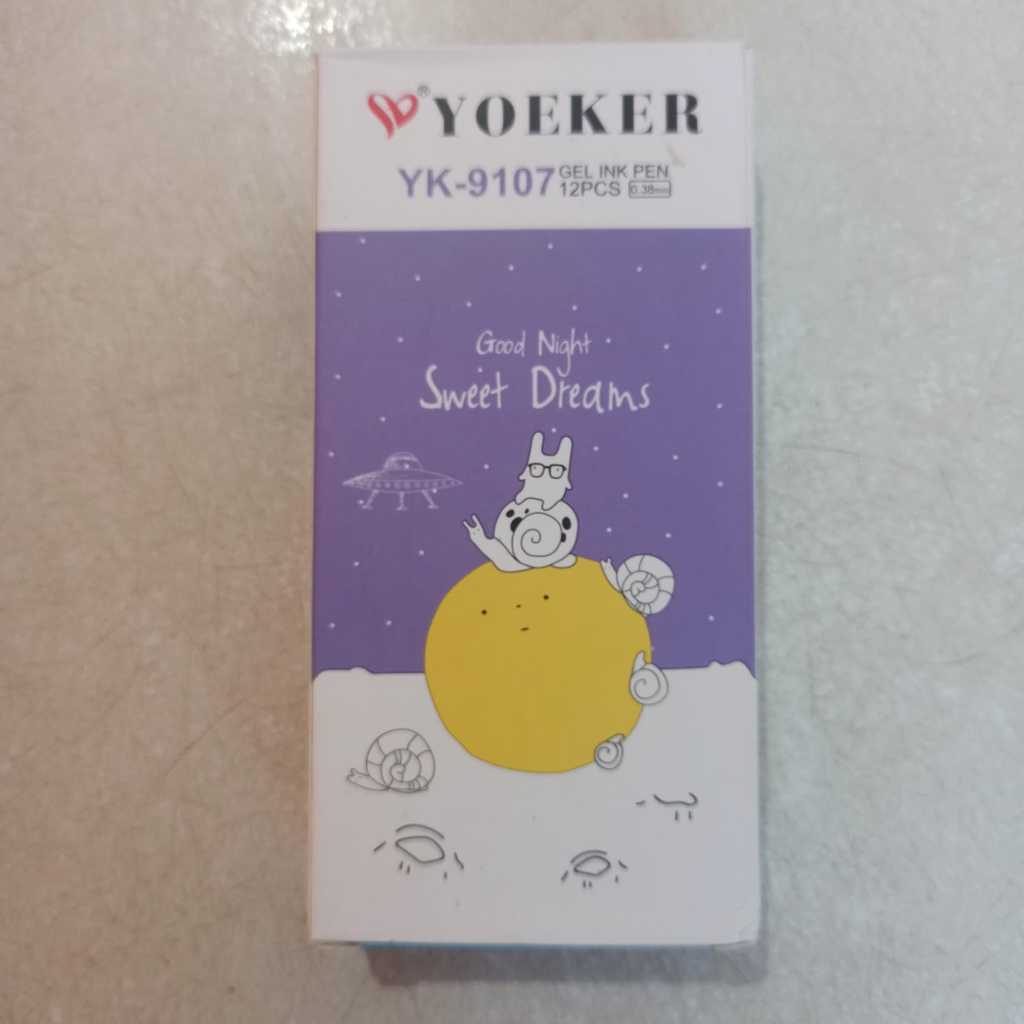 ® YOEKER
YK-9107 GEL INK PEN
12PCS 0.38mm
Good Night
Sweet Dreams